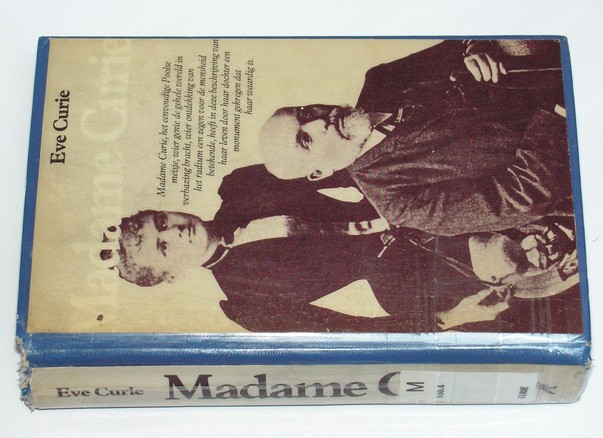 Eve Curie
Madame Curie
Madame Curie, het eenvoudige Poolse
meisje, wier genie de gehele wereld in
verbazing bracht, wier ontdekking van
het radium een zegen voor de mensheid
betekende, heeft in deze beschrijving van
haar leven door haar dochter een
monument gekregen dat
haar waardig is.
Eve Curie
Madame C
M
550.4
CURIE